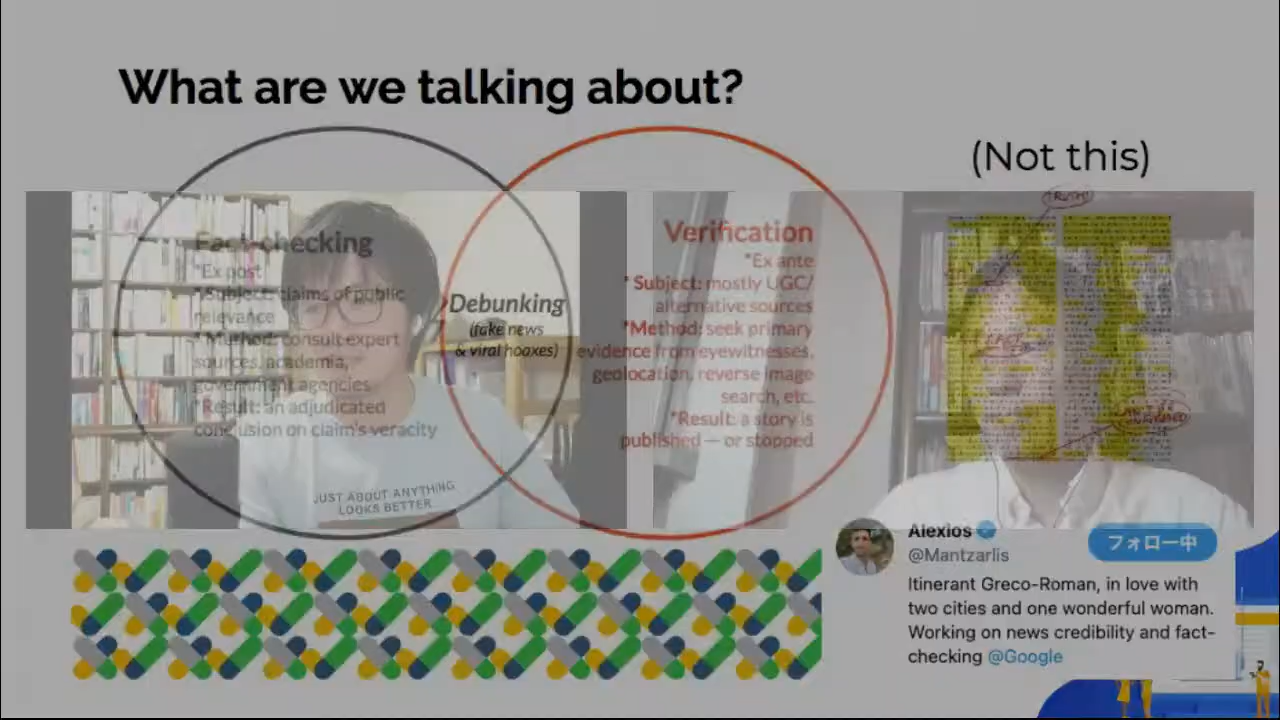 What are we talking about?
(Not this)
Fact-checking
*Ex post
*Subject: claims of public
relevance
*Method: consult expert
sources, academia,
government agencies
*Result: an adjudicated
conclusion on claim's veracity
Debunking
(fake news
& viral hoaxes)
Verification
*Ex ante
* Subject: mostly UGC/
alternative sources
*Method: seek primary
evidence from eyewitnesses,
geolocation, reverse image
search, etc.
*Result: a story is
published — or stopped
TRUTH!
JUST ABOUT ANYTHING
LOOKS BETTER
Alexios
@Mantzarlis
フォロー中
Itinerant Greco-Roman, in love with
two cities and one wonderful woman.
Working on news credibility and fact-
checking @Google